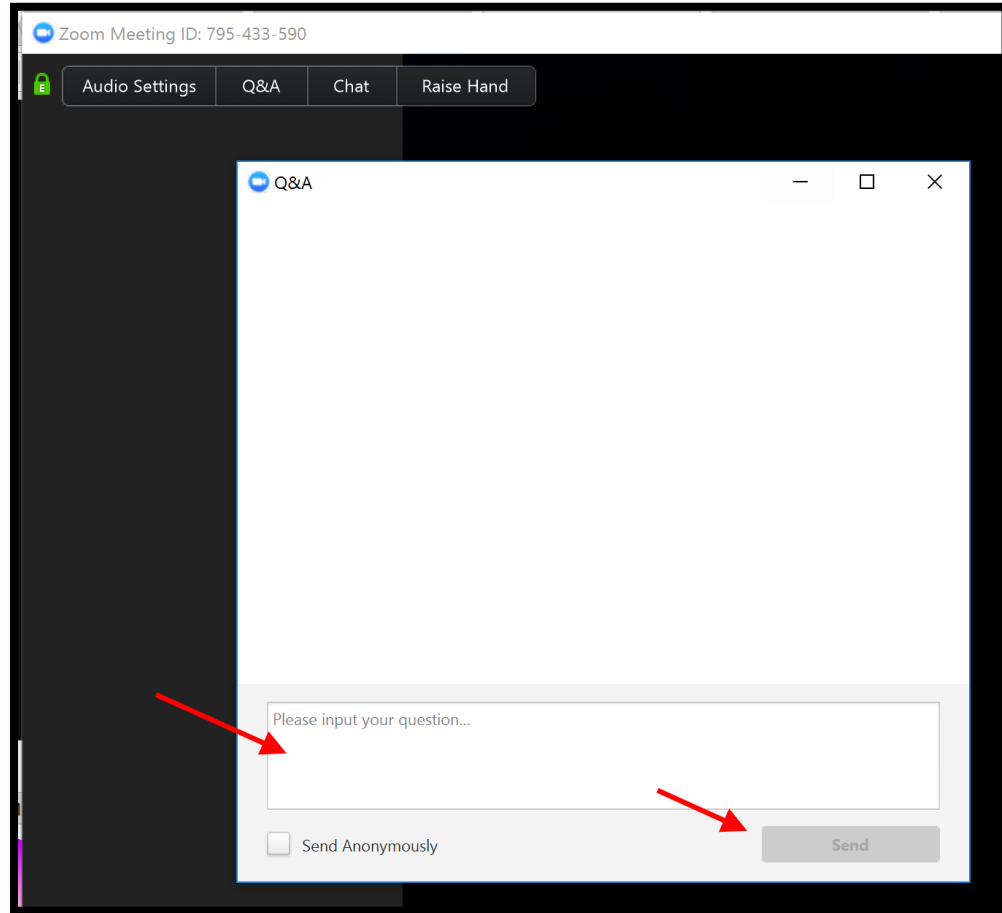 Zoom Meeting ID: 795-433-590
E
Audio Settings Q&A Chat Raise Hand
Q&A
Please input your question...
Send Anonymously
Send